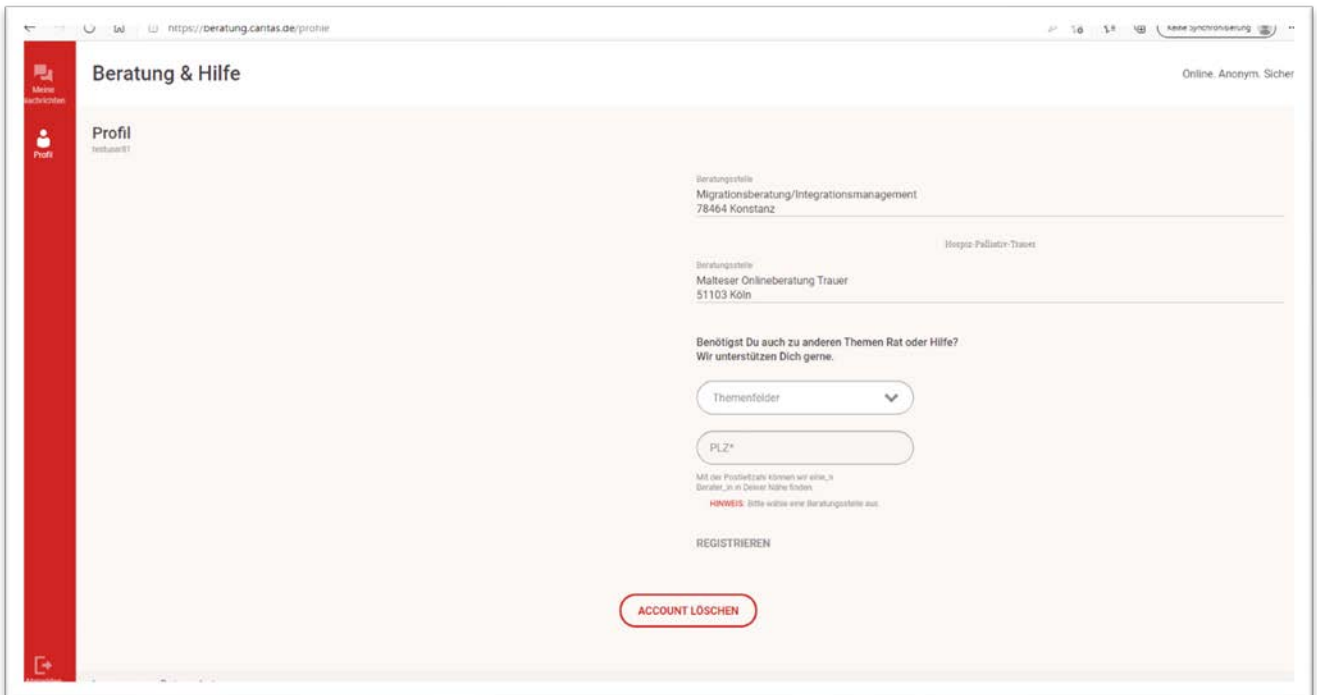 https://beratung.caritas.de/profile
Keine Synchronisierung
Meine
Nachrichten
Beratung & Hilfe
Online. Anonym. Sicher
Profil
Profil
Beratungsstelle
Migrationsberatung/Integrationsmanagement
78464 Konstanz
Hospiz-Palliativ-Trauer
Beratungsstelle
Malteser Onlineberatung Trauer
51103 Köln
Benötigst Du auch zu anderen Themen Rat oder Hilfe?
Wir unterstützen Dich gerne.
Themenfelder
PLZ*
Mit der Postleitzahl können wir eine_n
Berater_in in Deiner Nähe finden
HINWEIS: Bitte wähle eine Beratungsstelle aus.
REGISTRIEREN
ACCOUNT LÖSCHEN